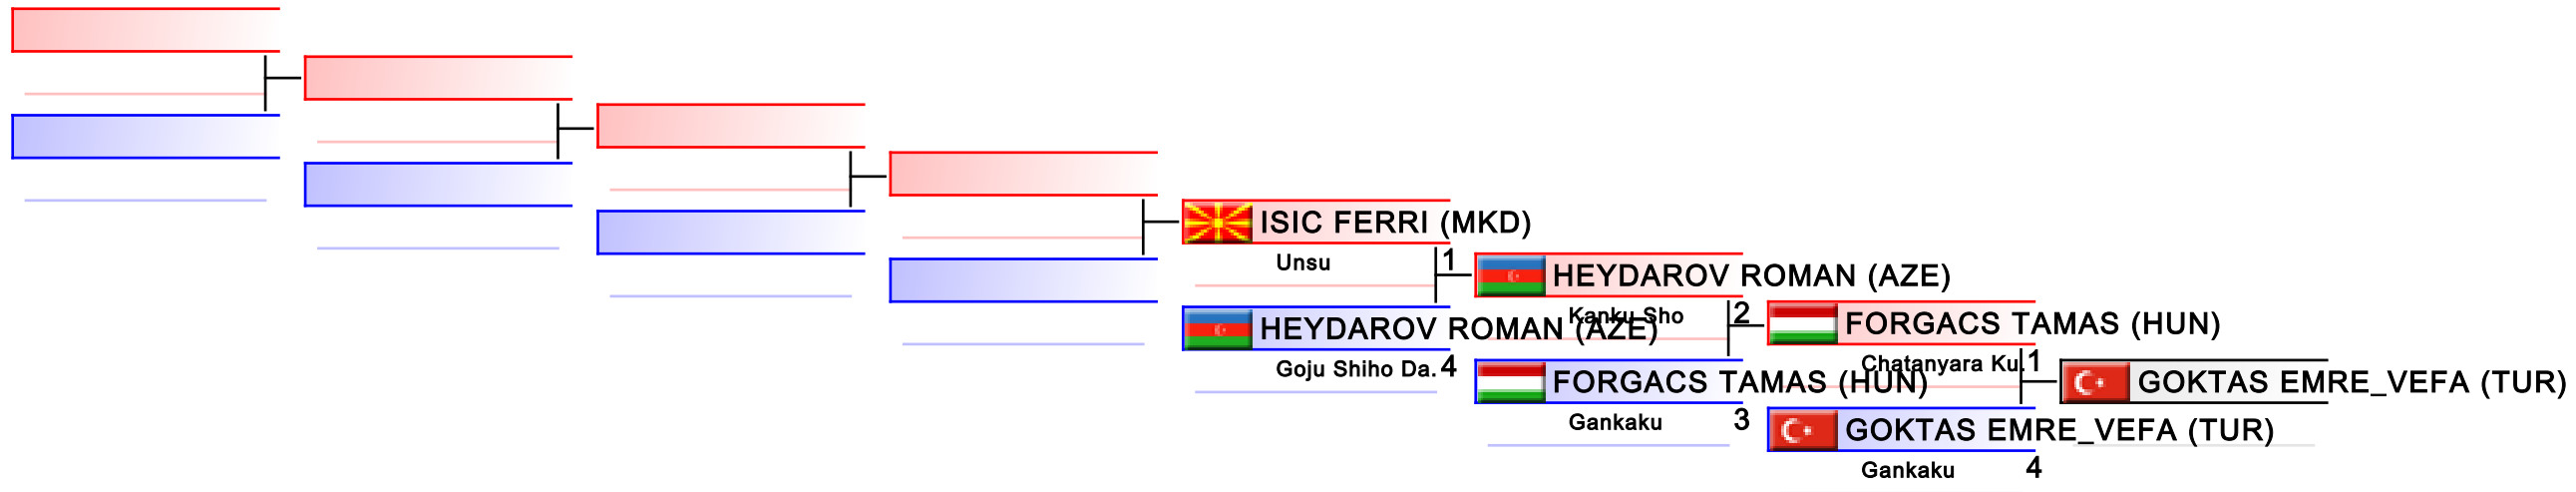 ISIC FERRI (MKD)
Unsu
1
HEYDAROV ROMAN (AZE)
Goju Shiho Da.
4
HEYDAROV ROMAN (AZE)
Kanku Sho
2
FORGACS TAMAS (HUN)
Gankaku
3
FORGACS TAMAS (HUN)
Chatanyara Ku.
1
GOKTAS EMRE_VEFA (TUR)
Gankaku
4
GOKTAS EMRE_VEFA (TUR)